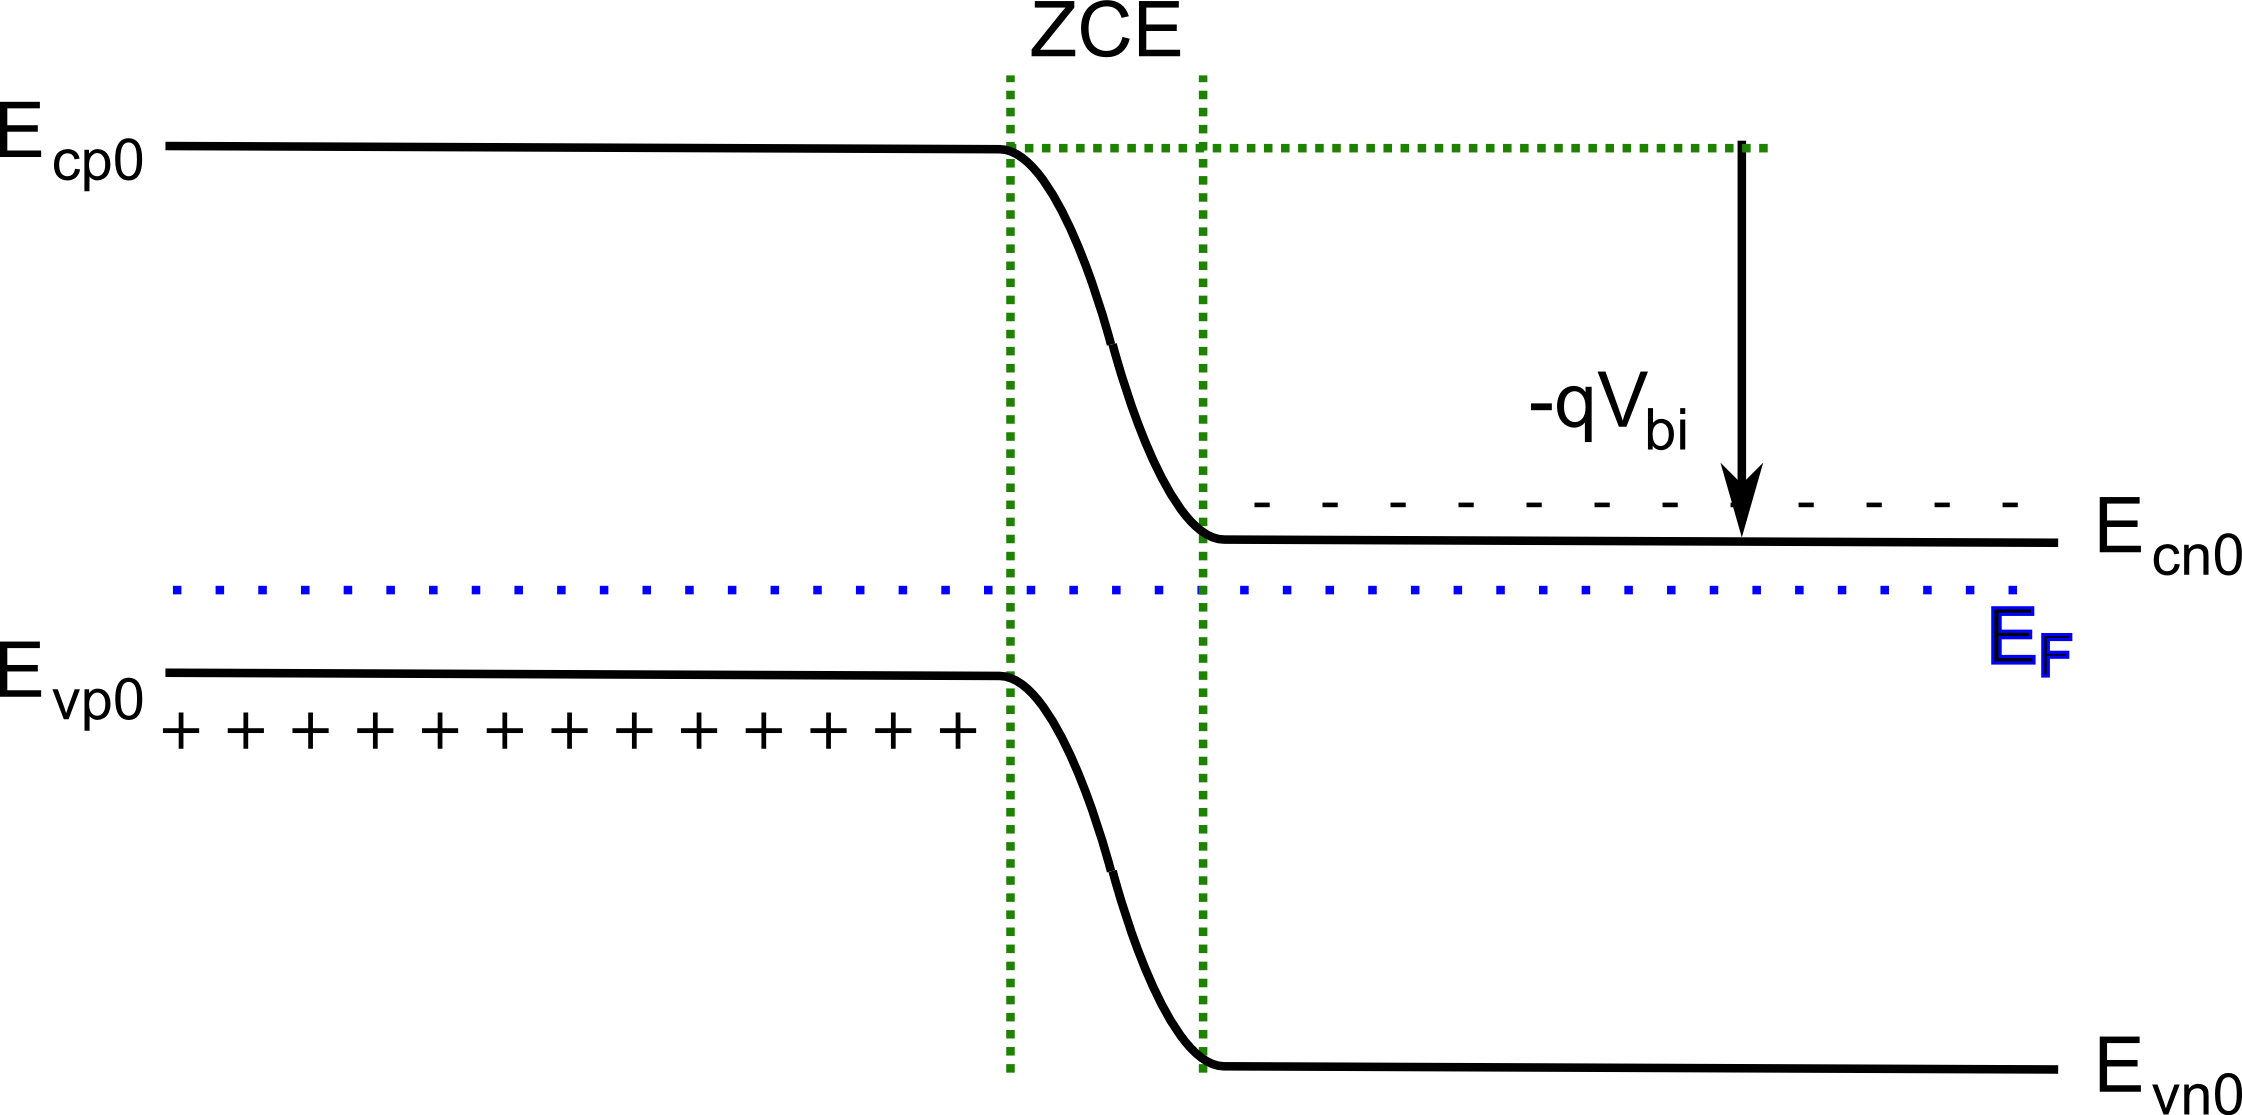 ZCE
Ecp0
-qVbi
- - - - - - - - - - - -
Ecn0
EF
Evp0
+ + + + + + + + + + + + +
Evn0